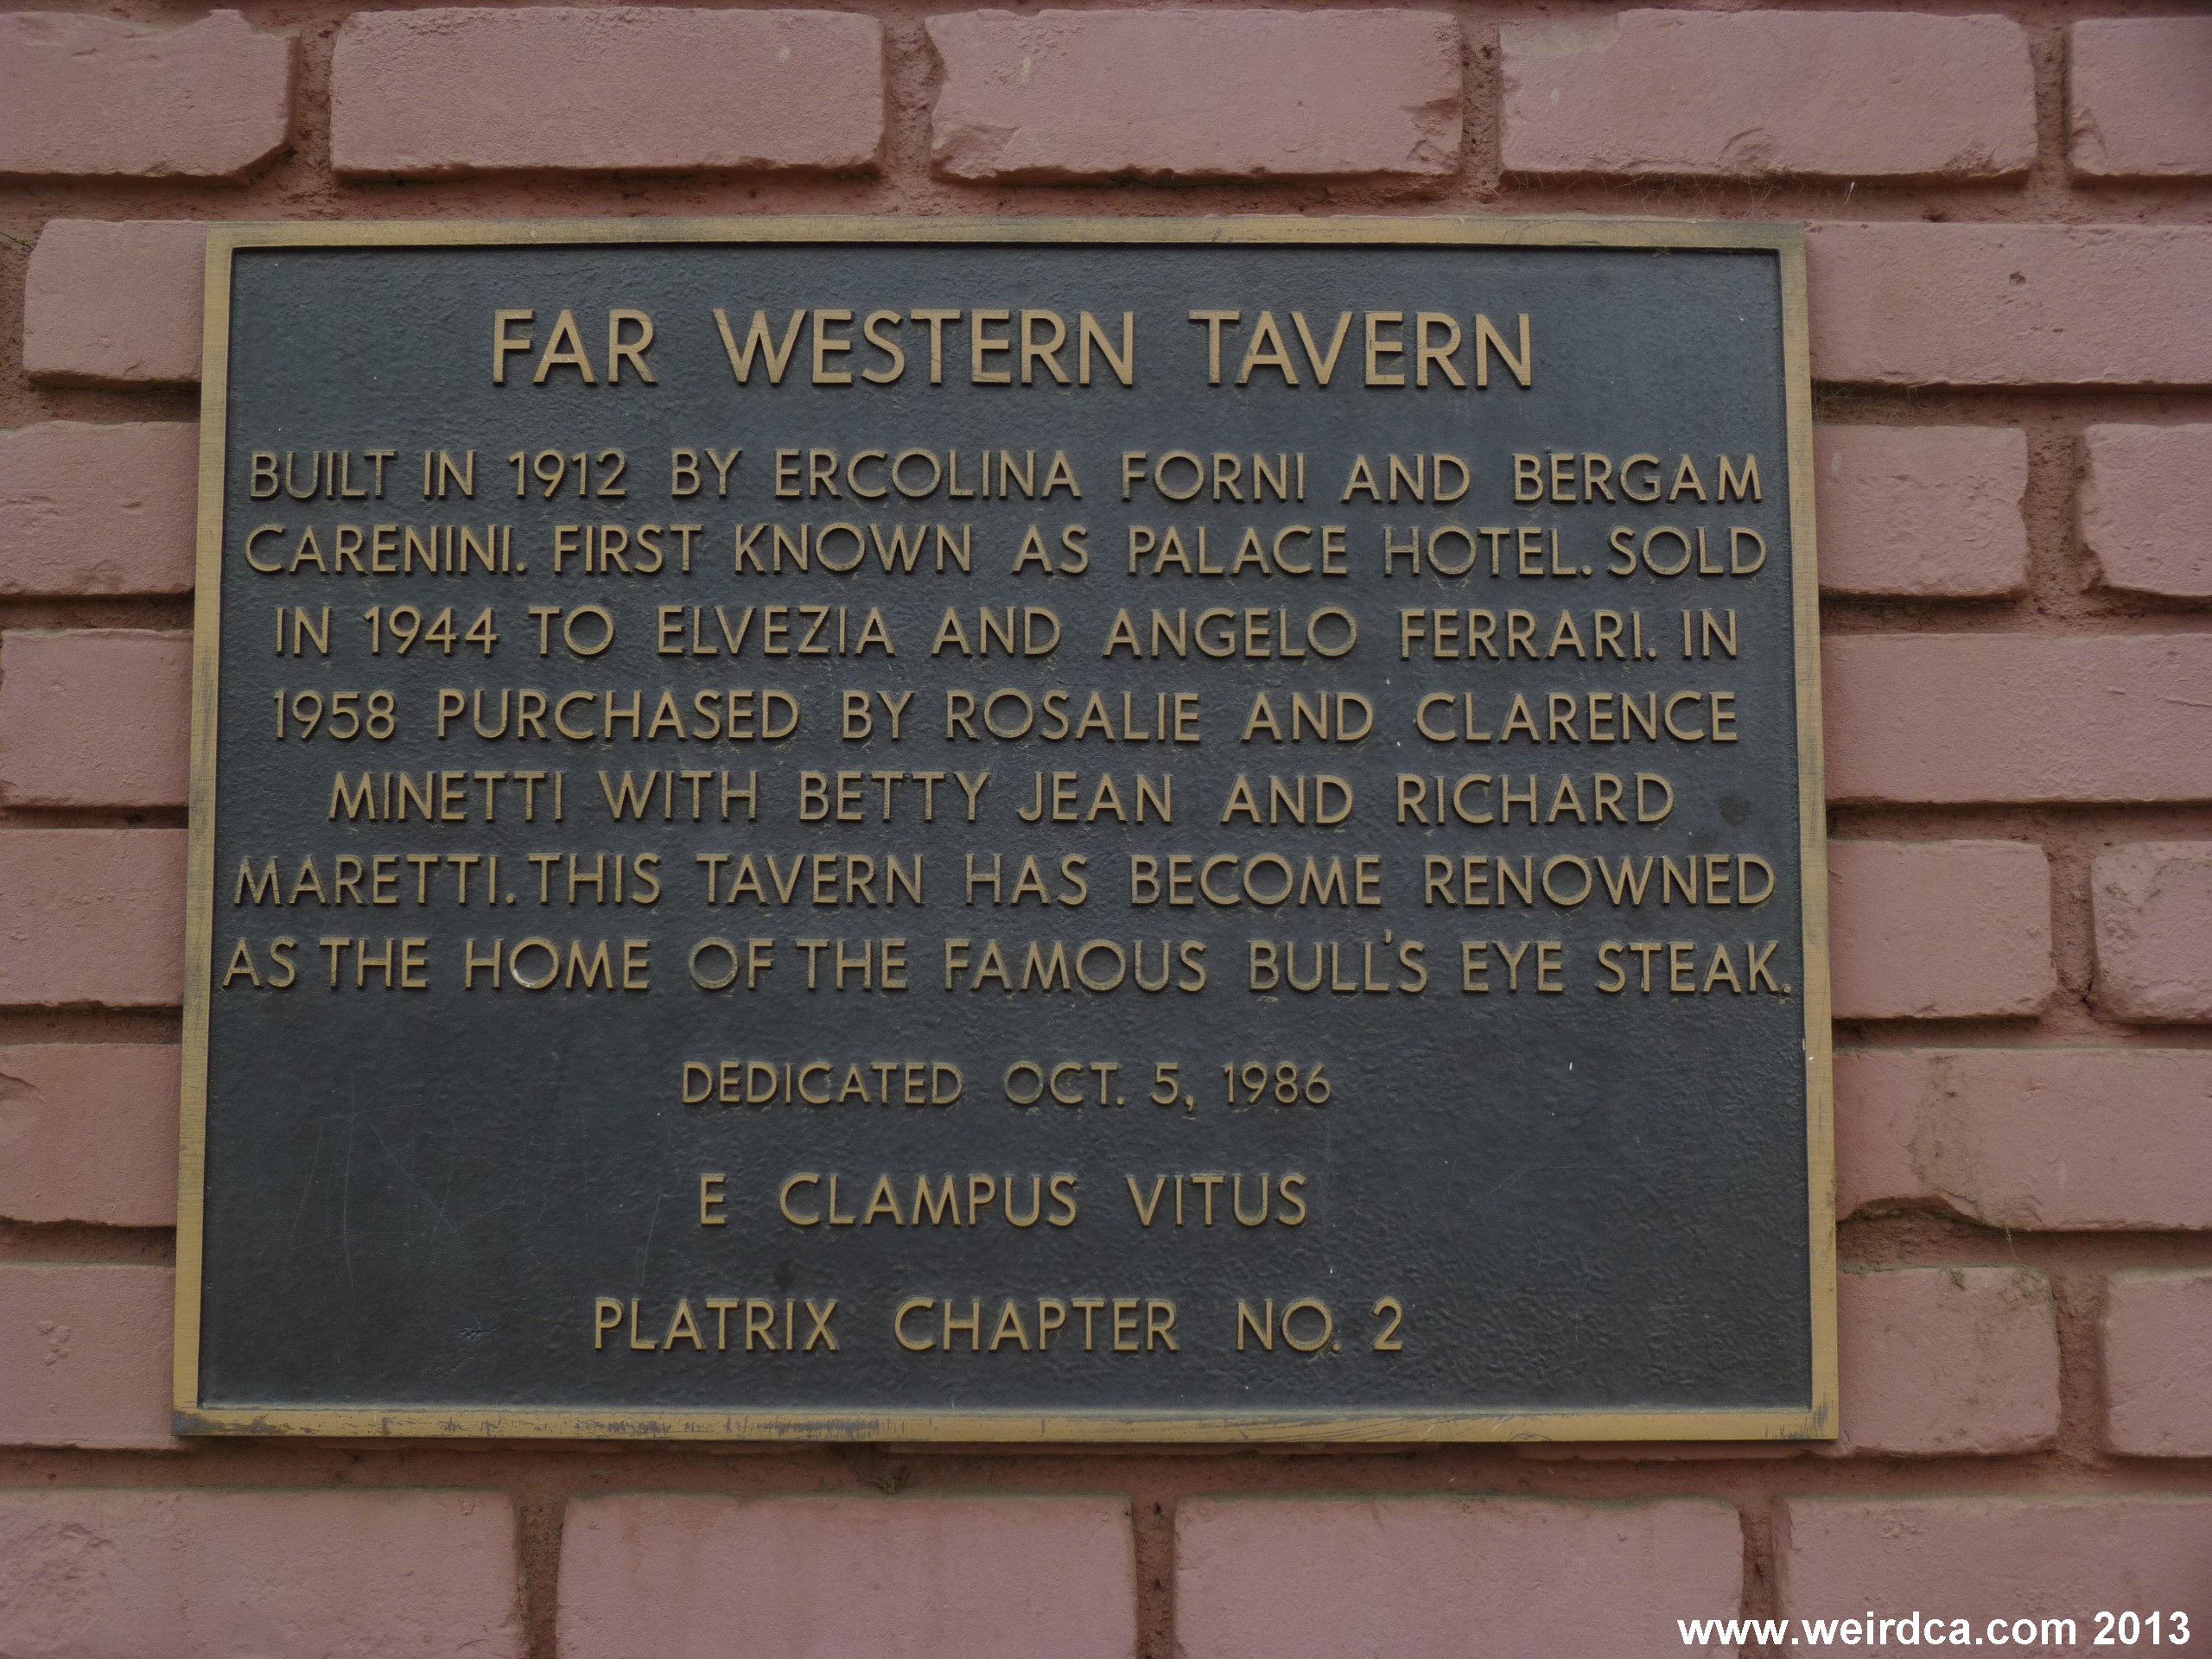 FAR WESTERN TAVERN
BUILT IN 1912 BY ERCOLINA FORNI AND BERGAM
CARENINI. FIRST KNOWN AS PALACE HOTEL. SOLD
IN 1944 TO ELVEZIA AND ANGELO FERRARI. IN
1958 PURCHASED BY ROSALIE AND CLARENCE
MINETTI WITH BETTY JEAN AND RICHARD
MARETTI. THIS TAVERN HAS BECOME RENOWNED
AS THE HOME OF THE FAMOUS BULL'S EYE STEAK.
DEDICATED OCT. 5, 1986
E CLAMPUS VITUS
PLATRIX CHAPTER NO. 2
www.weirdca.com 2013